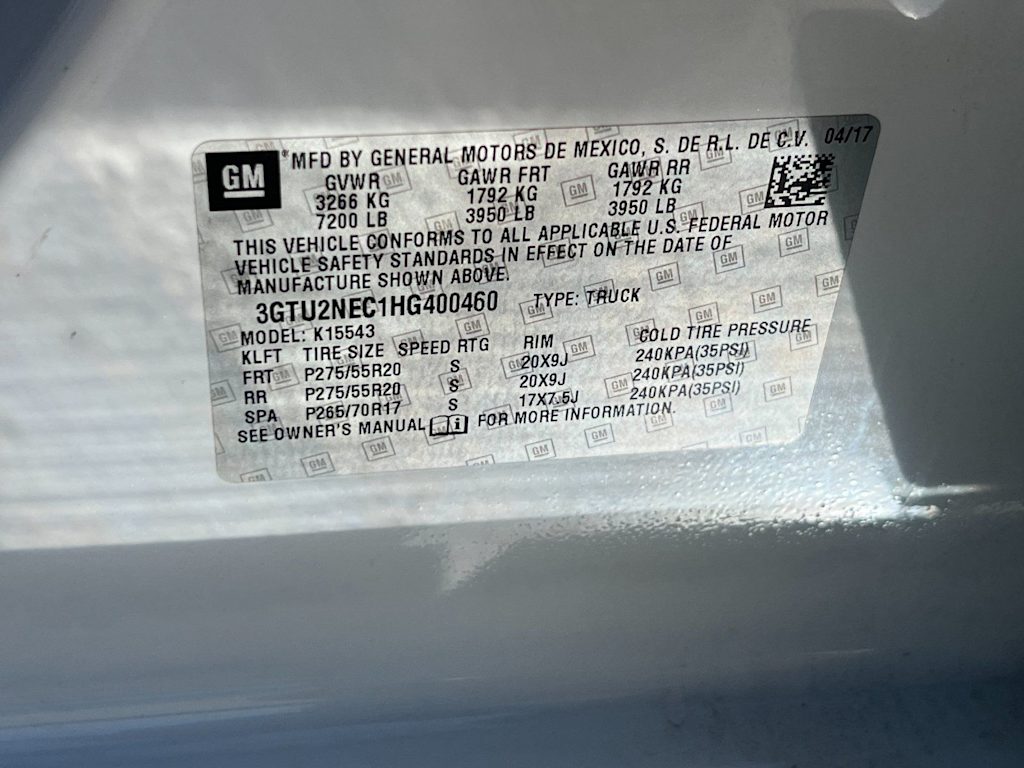 GM
*MFD BY GENERAL MOTORS DE MEXICO, S. DE R.L. DE C.V. 04/17
GVWR GAWR FRT GAWR RR
3266 KG 1792 KG 1792 KG
7200 LB 3950 LB 3950 LB
THIS VEHICLE CONFORMS TO ALL APPLICABLE U.S. FEDERAL MOTOR
VEHICLE SAFETY STANDARDS IN EFFECT ON THE DATE OF
MANUFACTURE SHOWN ABOVE.
3GTU2NEC1HG400460 TYPE: TRUCK
MODEL: K15543
KLFT TIRE SIZE SPEED RTG RIM COLD TIRE PRESSURE
FRT P275/55R20 S 20X9J 240KPA(35PSI)
RR P275/55R20 S 20X9J 240KPA(35PSI)
SPA P265/70R17 S 17X7.5J 240KPA(35PSI)
SEE OWNER'S MANUAL FOR MORE INFORMATION.